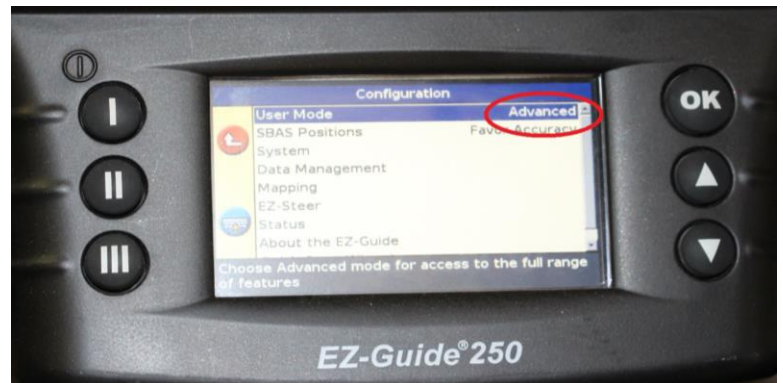 Configuration
User Mode Advanced
SBAS Positions Favor Accuracy
System
Data Management
Mapping
EZ-Steer
Status
About the EZ-Guide
Choose Advanced mode for access to the full range
of features
I
II
III
OK
EZ-Guide®250